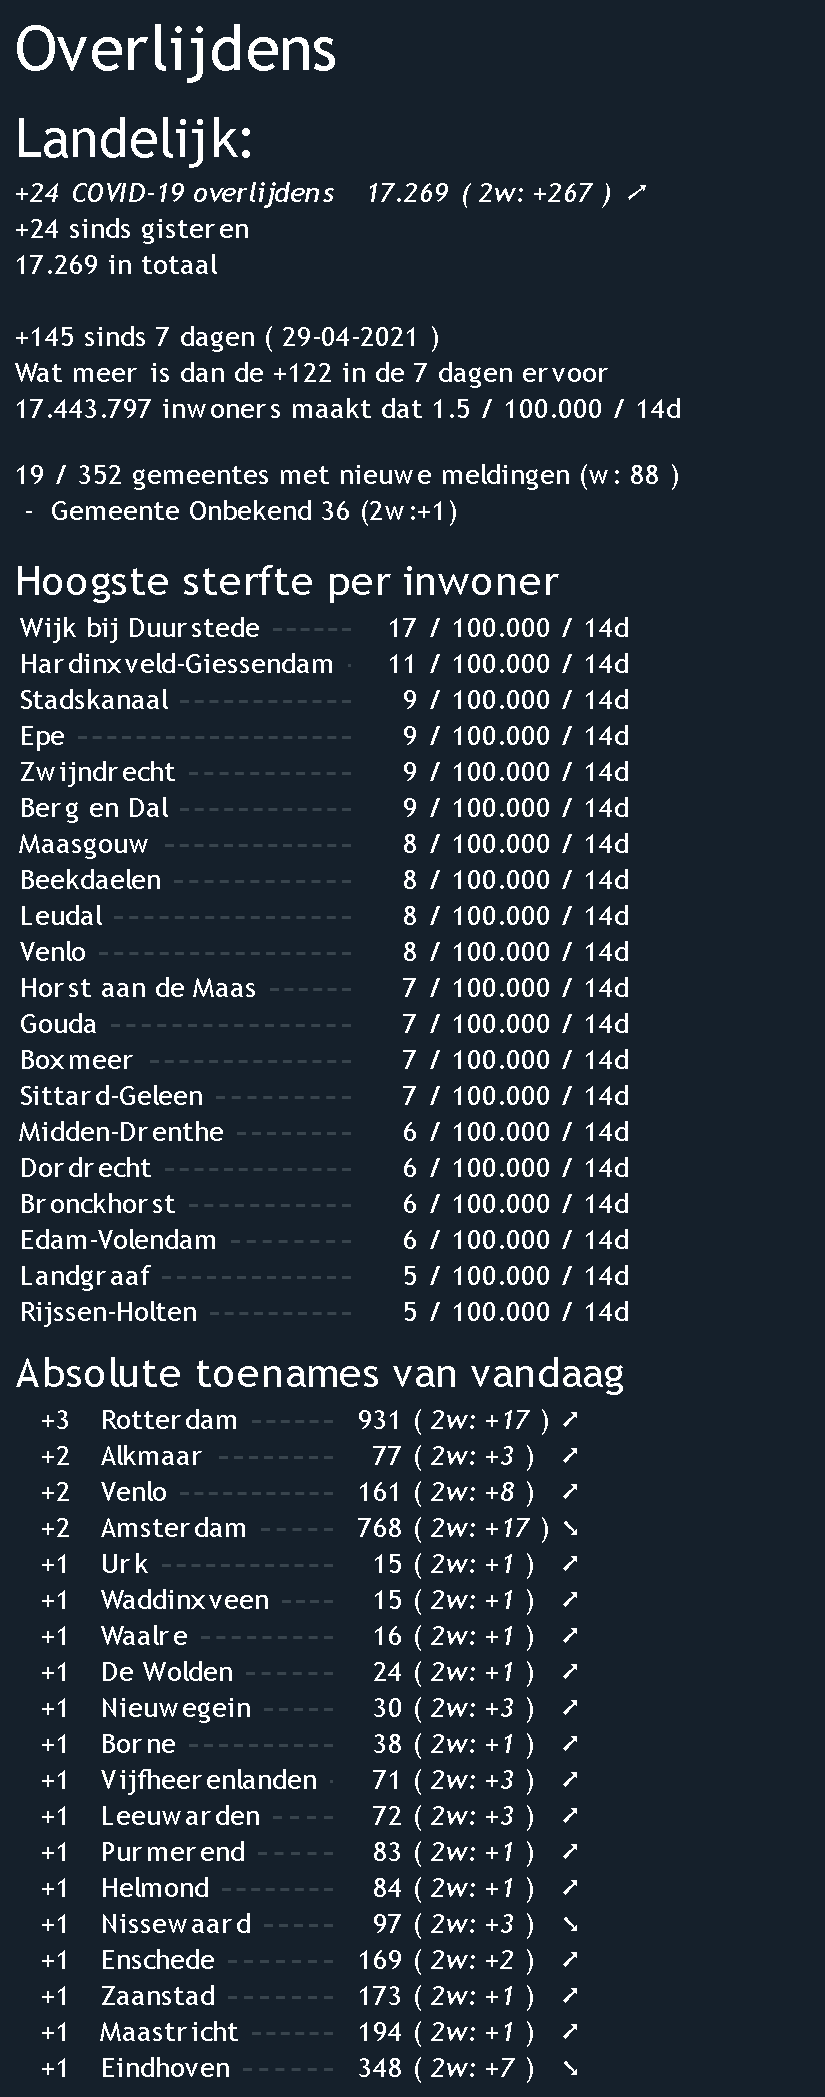 Overlijdens
Landelijk:
+24 COVID-19 overlijdens 17.269 ( 2w: +267 ) ↗
+24 sinds gisteren
17.269 in totaal
+145 sinds 7 dagen ( 29-04-2021 )
Wat meer is dan de +122 in de 7 dagen ervoor
17.443.797 inwoners maakt dat 1.5 / 100.000 / 14d
19 / 352 gemeentes met nieuwe meldingen (w: 88 )
- Gemeente Onbekend 36 (2w:+1)
Hoogste sterfte per inwoner
Wijk bij Duurstede ------ 17 / 100.000 / 14d
Hardinxveld-Giessendam · 11 / 100.000 / 14d
Stadskanaal ------------ 9 / 100.000 / 14d
Epe ------------------- 9 / 100.000 / 14d
Zwijndrecht ----------- 9 / 100.000 / 14d
Berg en Dal ------------ 9 / 100.000 / 14d
Maasgouw ------------- 8 / 100.000 / 14d
Beekdaelen ------------ 8 / 100.000 / 14d
Leudal ----------------- 8 / 100.000 / 14d
Venlo ------------------ 8 / 100.000 / 14d
Horst aan de Maas ------ 7 / 100.000 / 14d
Gouda ----------------- 7 / 100.000 / 14d
Boxmeer -------------- 7 / 100.000 / 14d
Sittard-Geleen ---------- 7 / 100.000 / 14d
Midden-Drenthe -------- 6 / 100.000 / 14d
Dordrecht ------------- 6 / 100.000 / 14d
Bronckhorst ----------- 6 / 100.000 / 14d
Edam-Volendam -------- 6 / 100.000 / 14d
Landgraaf ------------- 5 / 100.000 / 14d
Rijssen-Holten ---------- 5 / 100.000 / 14d
Absolute toenames van vandaag
+3 Rotterdam ------ 931 ( 2w: +17 ) ↗
+2 Alkmaar -------- 77 ( 2w: +3 ) ↗
+2 Venlo ----------- 161 ( 2w: +8 ) ↗
+2 Amsterdam ----- 768 ( 2w: +17 ) ↘
+1 Urk ------------ 15 ( 2w: +1 ) ↗
+1 Waddinxveen ---- 15 ( 2w: +1 ) ↗
+1 Waalre --------- 16 ( 2w: +1 ) ↗
+1 De Wolden ------ 24 ( 2w: +1 ) ↗
+1 Nieuwegein ----- 30 ( 2w: +3 ) ↗
+1 Borne ---------- 38 ( 2w: +1 ) ↗
+1 Vijfheerenlanden · 71 ( 2w: +3 ) ↗
+1 Leeuwarden ---- 72 ( 2w: +3 ) ↗
+1 Purmerend ----- 83 ( 2w: +1 ) ↗
+1 Helmond -------- 84 ( 2w: +1 ) ↗
+1 Nissewaard ----- 97 ( 2w: +3 ) ↘
+1 Enschede ------- 169 ( 2w: +2 ) ↗
+1 Zaanstad ------- 173 ( 2w: +1 ) ↗
+1 Maastricht ------ 194 ( 2w: +1 ) ↗
+1 Eindhoven ------ 348 ( 2w: +7 ) ↘